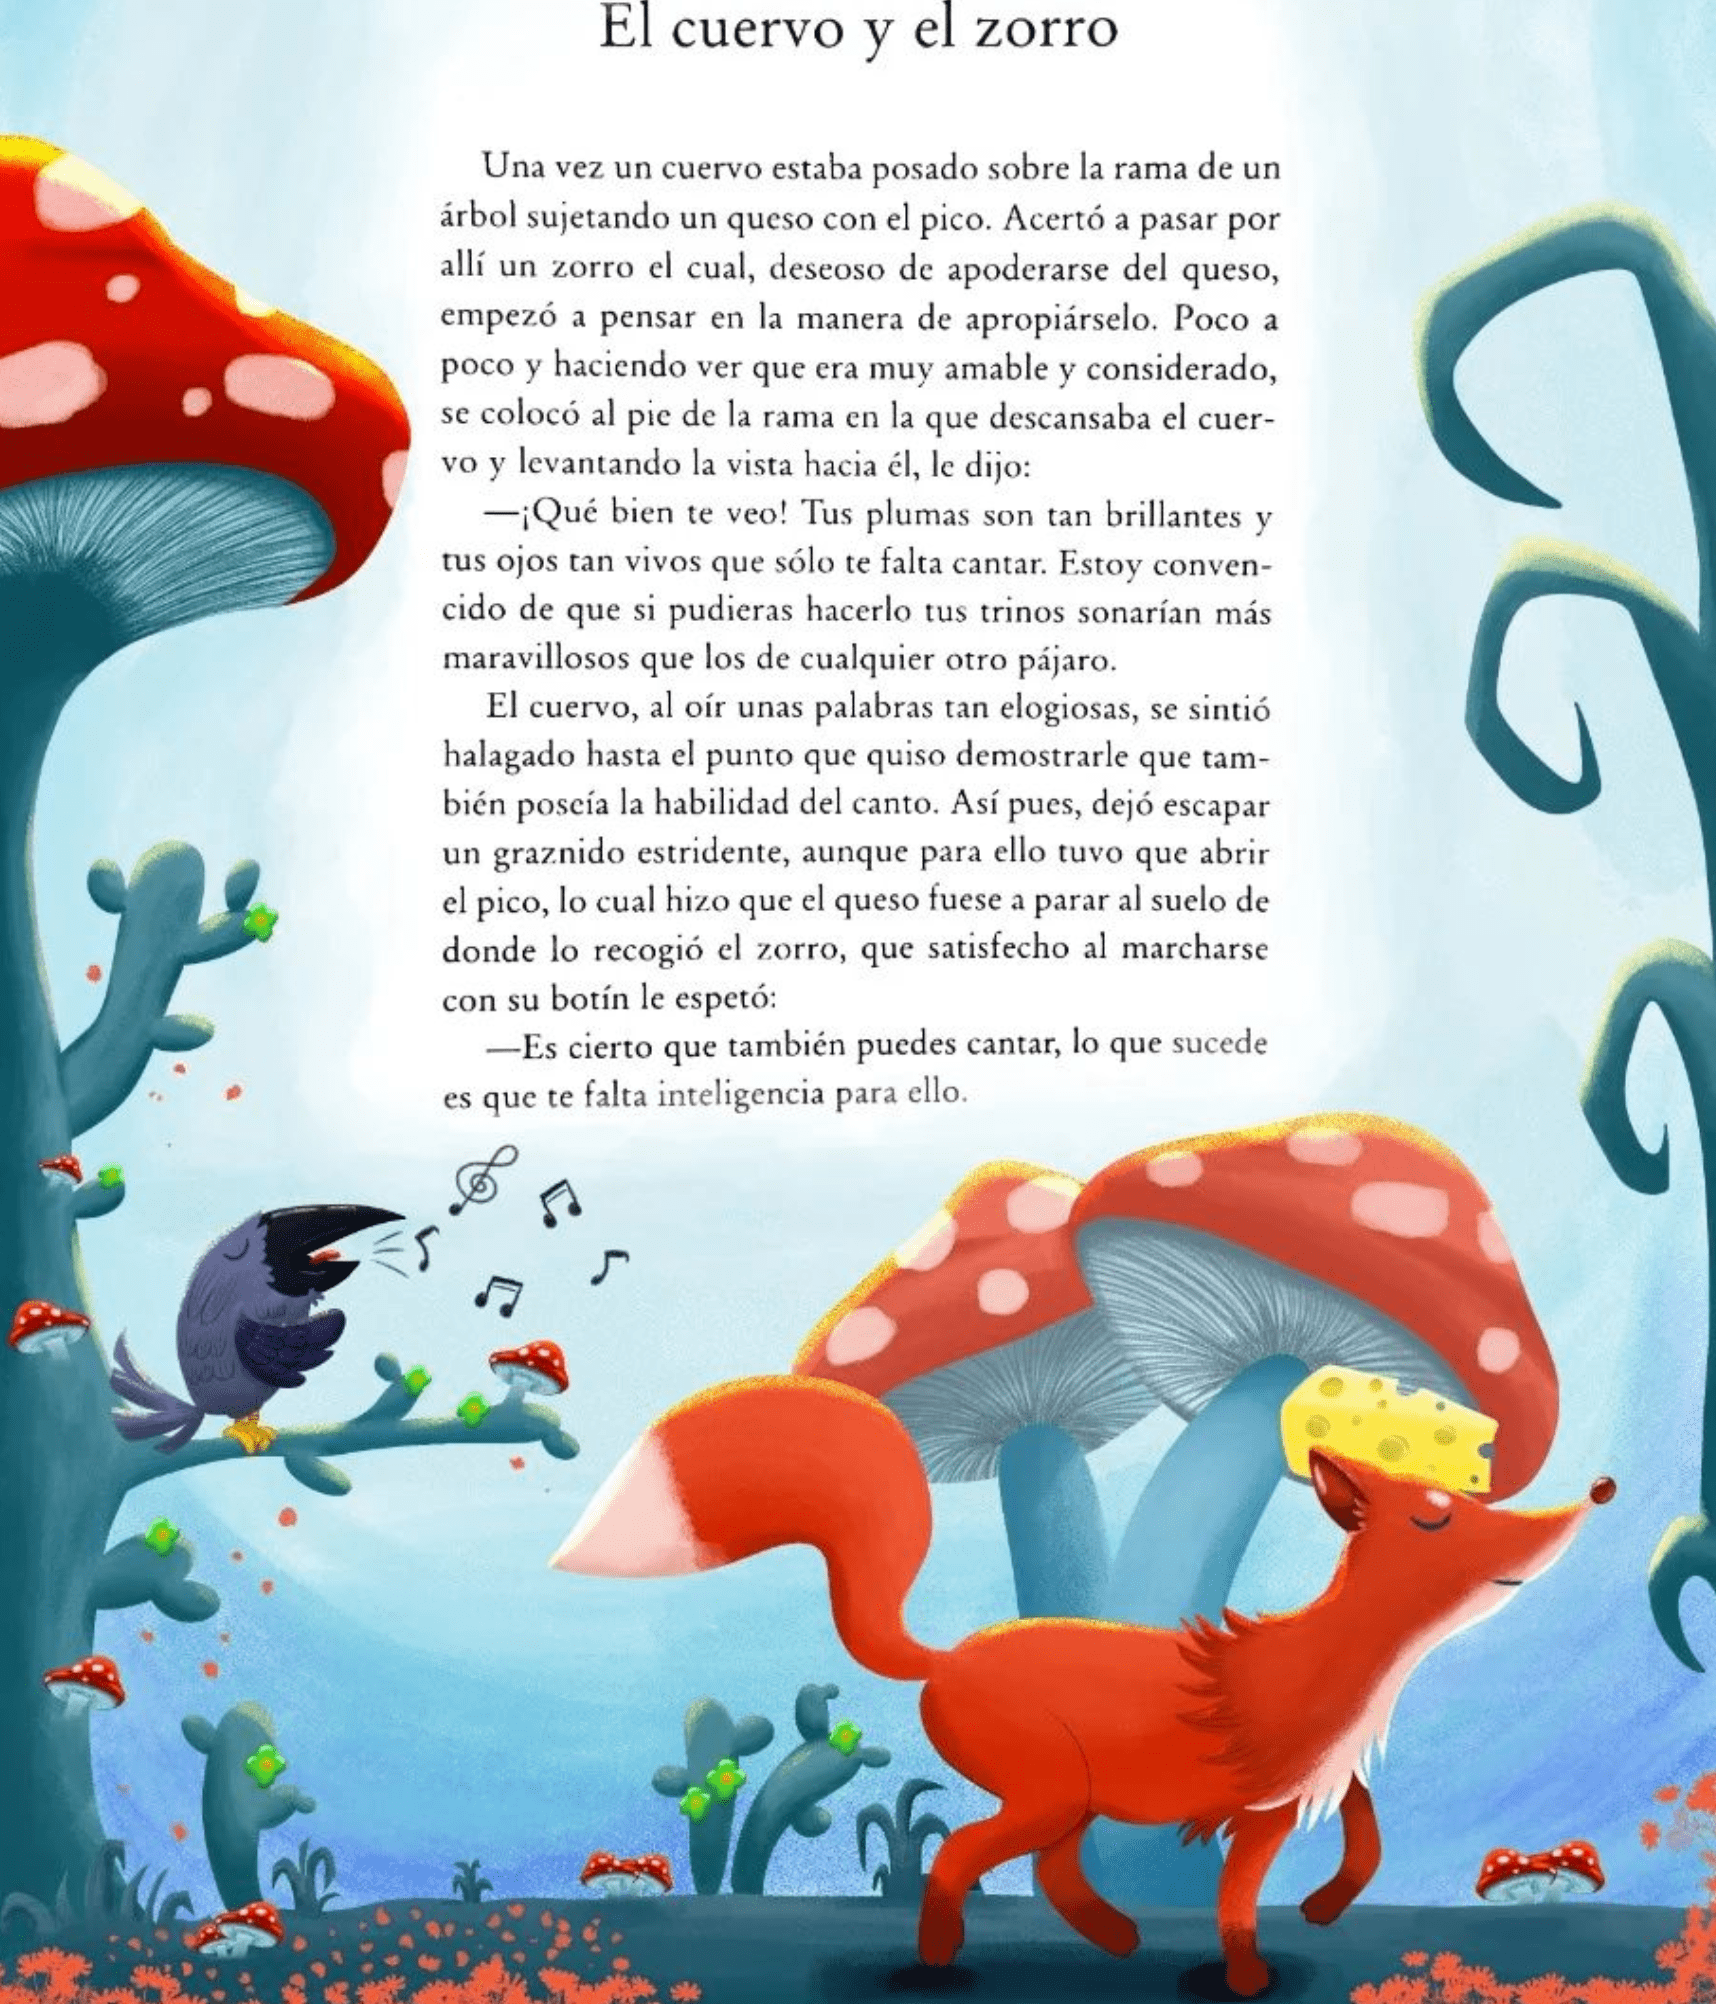 El cuervo y el zorro
Una vez un cuervo estaba posado sobre la rama de un
árbol sujetando un queso con el pico. Acertó a pasar por
allí un zorro el cual, deseoso de apoderarse del queso,
empezó a pensar en la manera de apropiárselo. Poco a
poco y haciendo ver que era muy amable y considerado,
se colocó al pie de la rama en la que descansaba el cuer-
vo y levantando la vista hacia él, le dijo:
—¡Qué bien te veo! Tus plumas son tan brillantes y
tus ojos tan vivos que sólo te falta cantar. Estoy conven-
cido de que si pudieras hacerlo tus trinos sonarían más
maravillosos que los de cualquier otro pájaro.
El cuervo, al oír unas palabras tan elogiosas, se sintió
halagado hasta el punto que quiso demostrarle que tam-
bién poseía la habilidad del canto. Así pues, dejó escapar
un graznido estridente, aunque para ello tuvo que abrir
el pico, lo cual hizo que el queso fuese a parar al suelo de
donde lo recogió el zorro, que satisfecho al marcharse
con su botín le espetó:
—Es cierto que también puedes cantar, lo que sucede
es que te falta inteligencia para ello.